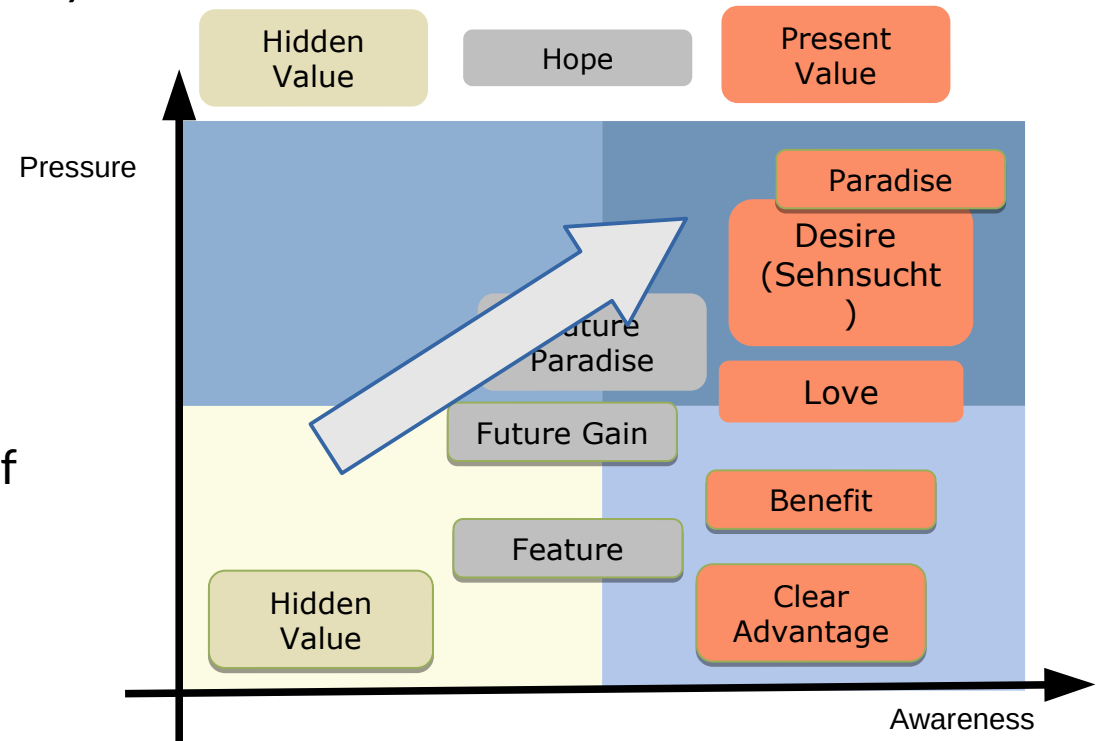 Hidden
Value
Hope
Present
Value
Pressure
Paradise
Desire
(Sehnsucht
)
Paradise
Love
Future Gain
f
Benefit
Feature
Hidden
Value
Clear
Advantage
Awareness